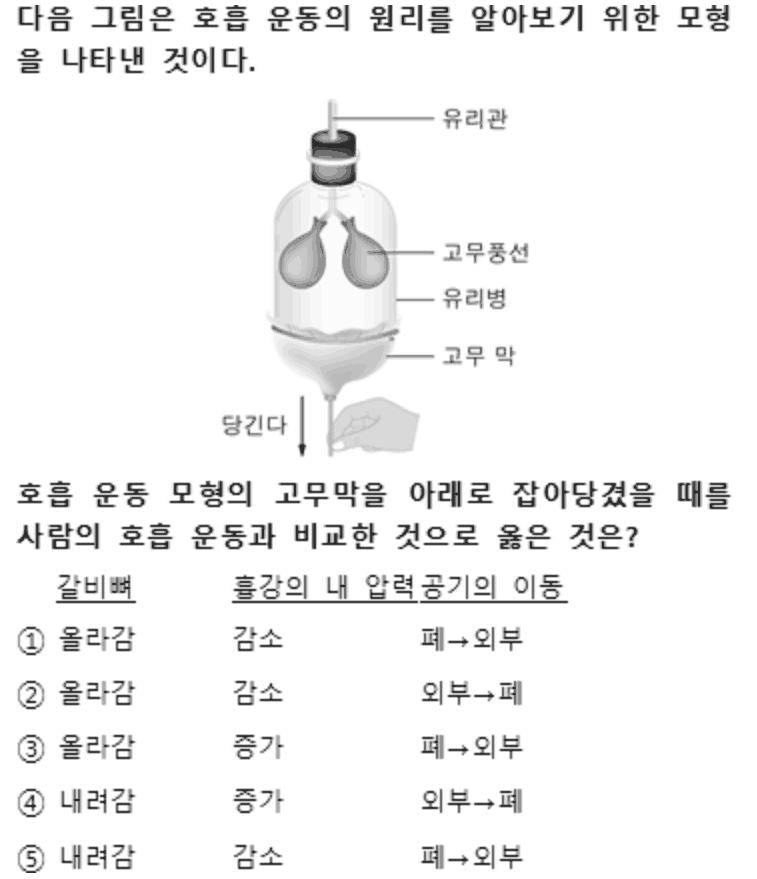 다음 그림은 호흡 운동의 원리를 알아보기 위한 모형
을 나타낸 것이다.
유리관
고무풍선
유리병
고무 막
당긴다
호흡 운동 모형의 고무막을 아래로 잡아당겼을 때를
사람의 호흡 운동과 비교한 것으로 옳은 것은?
갈비뼈 흉강의 내 압력 공기의 이동
① 올라감 감소 폐→외부
② 올라감 감소 외부→폐
③ 올라감 증가 폐→외부
④ 내려감 증가 외부→폐
⑤ 내려감 감소 폐→외부